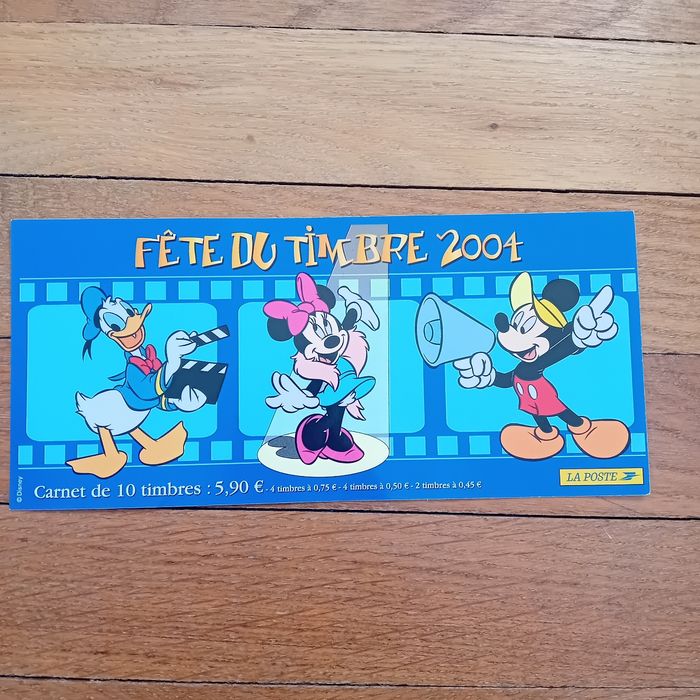 FÊTE DU TIMBRE 2004
© Disney
Carnet de 10 timbres : 5,90 € - 4 timbres à 0,75 € - 4 timbres à 0,50 € - 2 timbres à 0,45 €
LA POSTE